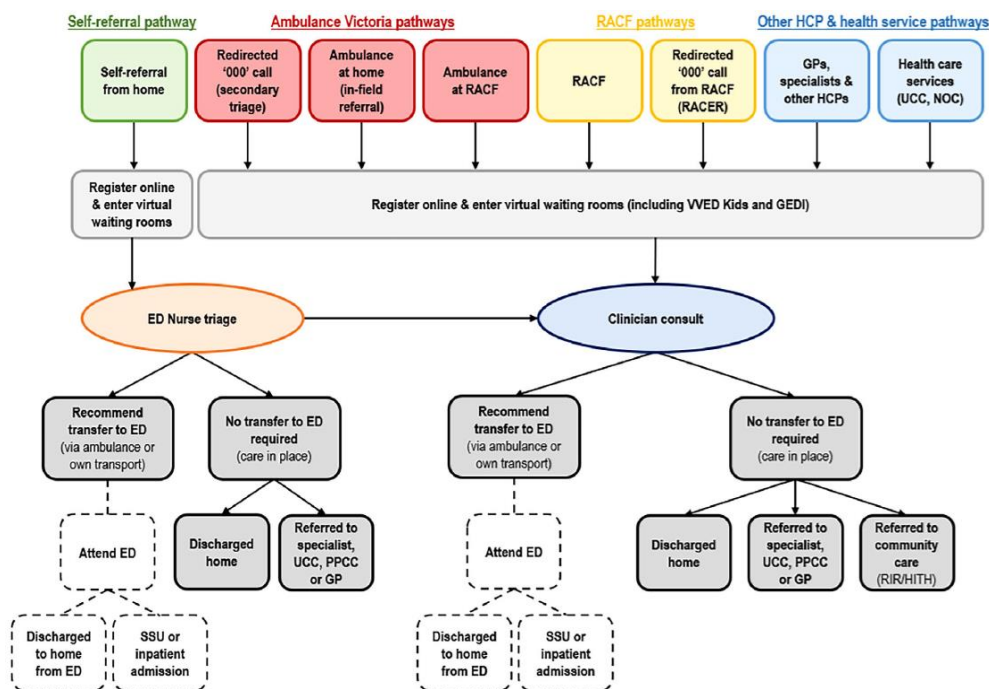 Self-referral pathway
Ambulance Victoria pathways
RACF pathways
Other HCP & health service pathways
Self-referral
from home
Redirected
‘000’ call
(secondary
triage)
Ambulance
at home
(in-field
referral)
Ambulance
at RACF
RACF
Redirected
‘000’ call
from RACF
(RACER)
GPs,
specialists &
other HCPs
Health care
services
(UCC, NOC)
Register online
& enter virtual
waiting rooms
Register online & enter virtual waiting rooms (including VVED Kids and GEDI)
ED Nurse triage
Clinician consult
Recommend
transfer to ED
(via ambulance or
own transport)
No transfer to ED
required
(care in place)
Recommend
transfer to ED
(via ambulance or
own transport)
No transfer to ED
required
(care in place)
Attend ED
Discharged
home
Referred to
specialist,
UCC, PPCC
or GP
Attend ED
Discharged
home
Referred to
specialist,
UCC, PPCC
or GP
Referred to
community
care
(RIR/HITH)
Discharged
to home
from ED
SSU or
inpatient
admission
Discharged
to home
from ED
SSU or
inpatient
admission